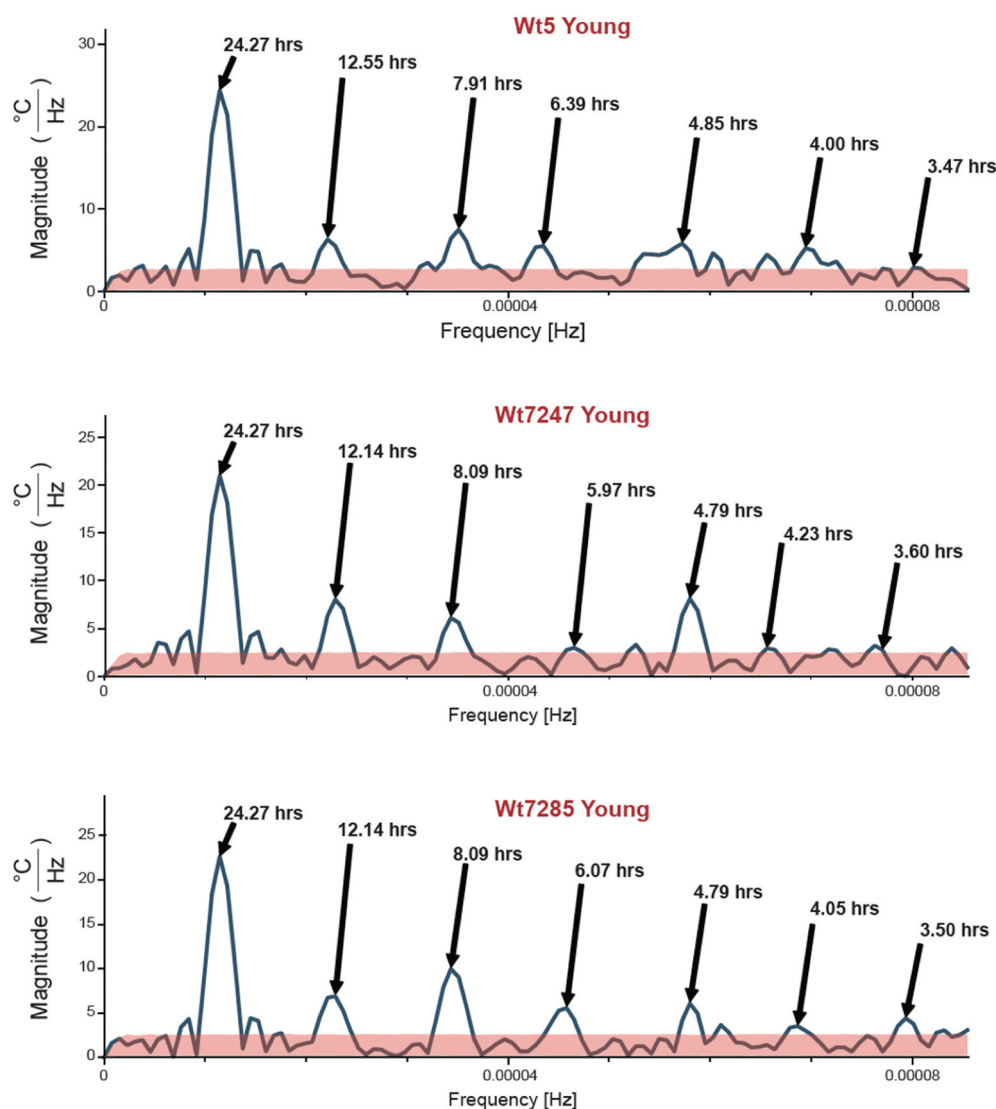 Wt5 Young
24.27 hrs
12.55 hrs
7.91 hrs
6.39 hrs
4.85 hrs
4.00 hrs
3.47 hrs
Magnitude ( °C / Hz )
30
20
10
0
0 0.00004 0.00008
Frequency [Hz]
Wt7247 Young
24.27 hrs
12.14 hrs
8.09 hrs
5.97 hrs
4.79 hrs
4.23 hrs
3.60 hrs
Magnitude ( °C / Hz )
25
20
15
10
5
0
0 0.00004 0.00008
Frequency [Hz]
Wt7285 Young
24.27 hrs
12.14 hrs
8.09 hrs
6.07 hrs
4.79 hrs
4.05 hrs
3.50 hrs
Magnitude ( °C / Hz )
25
20
15
10
5
0
0 0.00004 0.00008
Frequency [Hz]